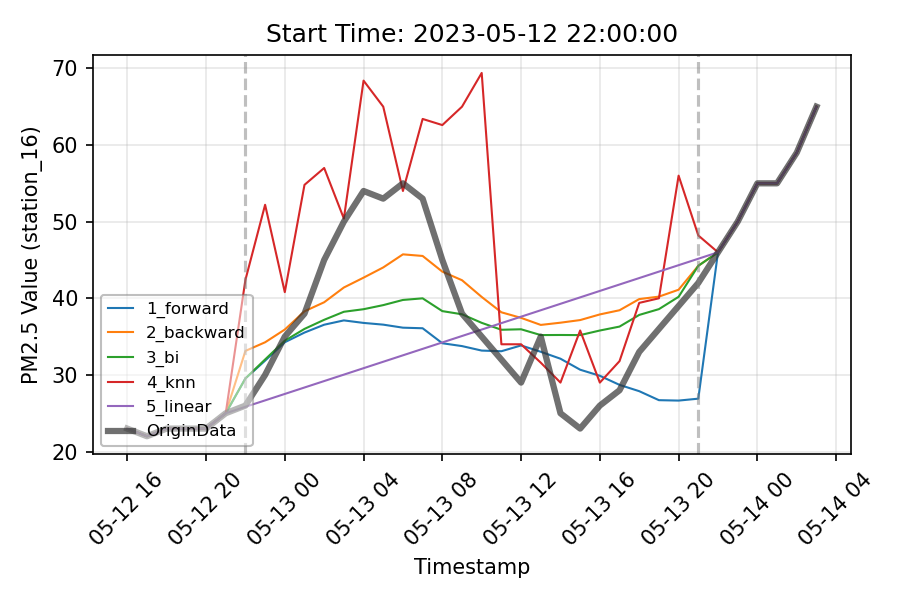 Start Time: 2023-05-12 22:00:00
PM2.5 Value (station_16)
70
60
50
40
30
20
1_forward
2_backward
3_bi
4_knn
5_linear
OriginData
05-12 16
05-12 20
05-13 00
05-13 04
05-13 08
05-13 12
05-13 16
05-13 20
05-14 00
05-14 04
Timestamp